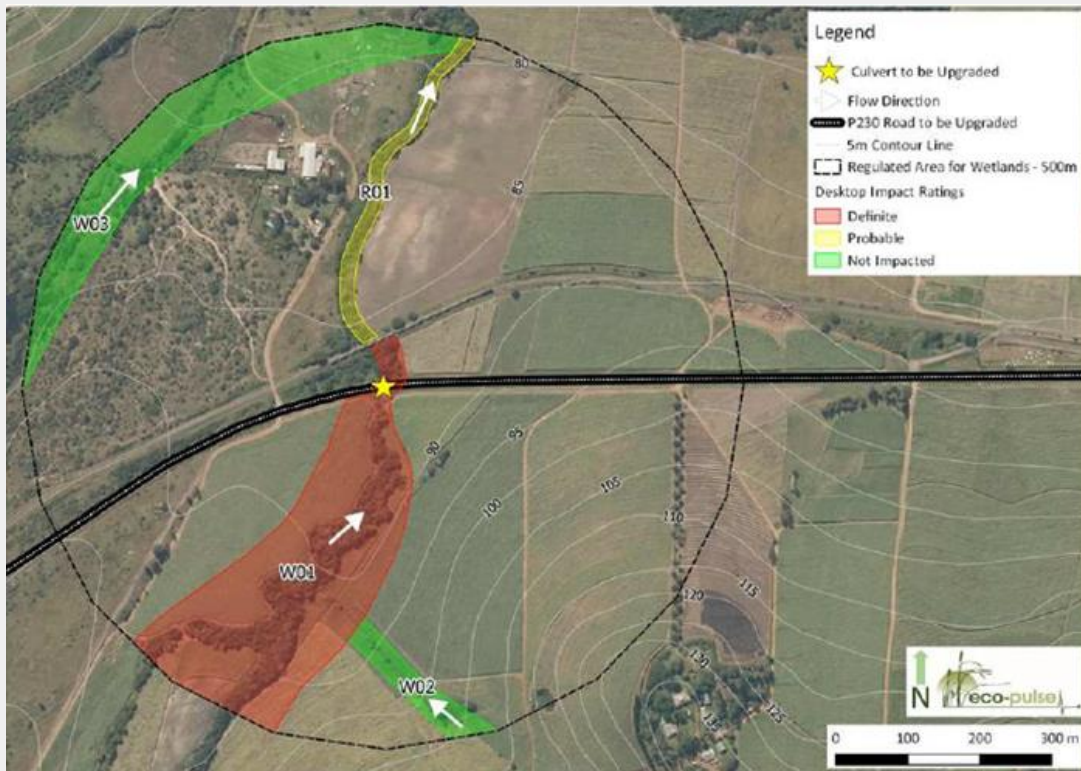 Legend
Culvert to be Upgraded
Flow Direction
P230 Road to be Upgraded
5m Contour Line
Regulated Area for Wetlands - 500m
Desktop Impact Ratings
Definite
Probable
Not Impacted
80
R01
W03
85
90
95
100
105
110
W01
115
120
W02
130
125
135
N
eco-pulse
0 100 200 300 m